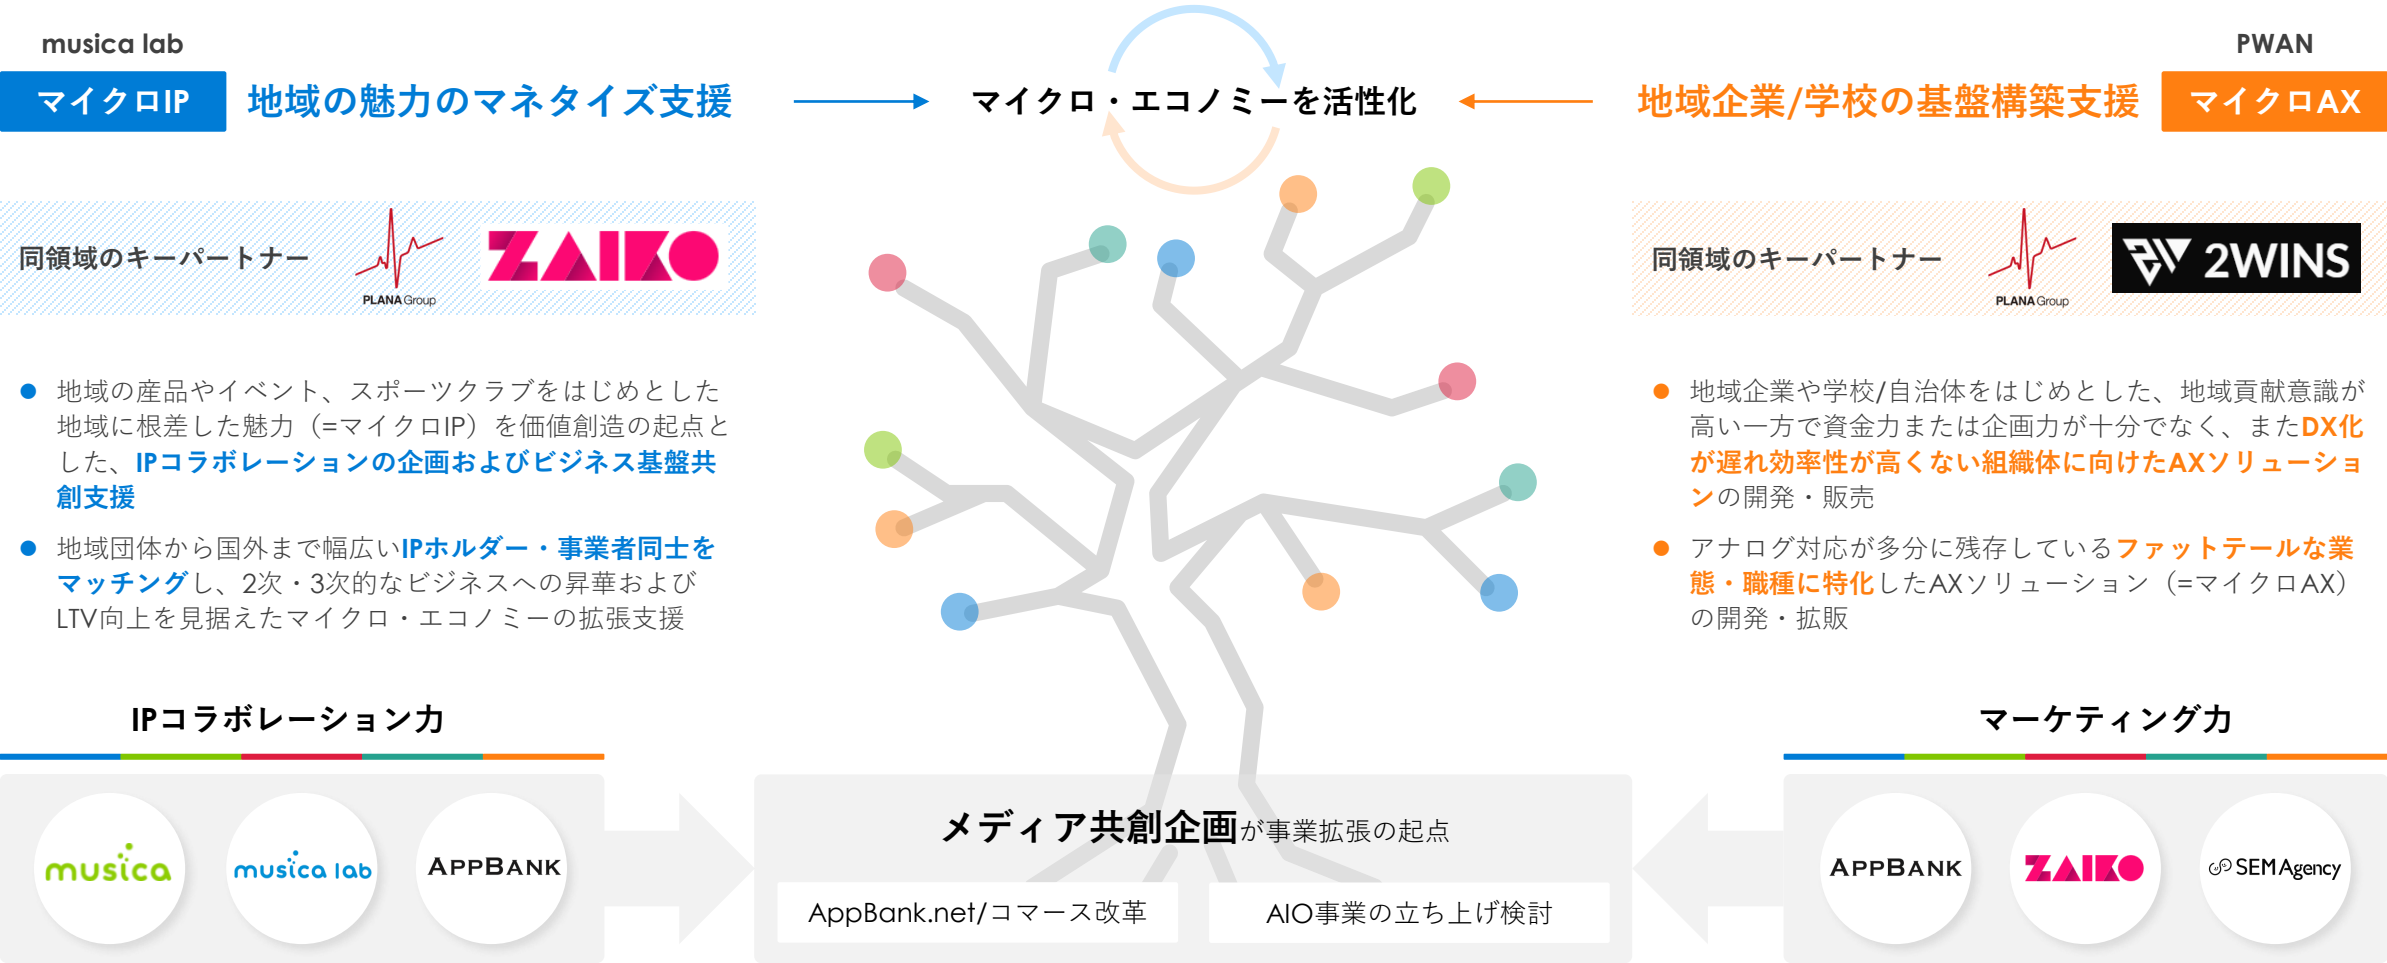 musica lab
マイクロIP
地域の魅力のマネタイズ支援
マイクロ・エコノミーを活性化
PWAN
地域企業/学校の基盤構築支援
マイクロAX
同領域のキーパートナー
PLANA Group
ZAIKO
同領域のキーパートナー
PLANA Group
2WINS
地域の産品やイベント、スポーツクラブをはじめとした
地域に根差した魅力（=マイクロIP）を価値創造の起点と
した、IPコラボレーションの企画およびビジネス基盤共
創支援
地域団体から国外まで幅広いIPホルダー・事業者同士を
マッチングし、2次・3次的なビジネスへの昇華および
LTV向上を見据えたマイクロ・エコノミーの拡張支援
地域企業や学校/自治体をはじめとした、地域貢献意識が
高い一方で資金力または企画力が十分でなく、またDX化
が遅れ効率性が高くない組織体に向けたAXソリューショ
ンの開発・販売
アナログ対応が多分に残存しているファットテールな業
態・職種に特化したAXソリューション（=マイクロAX）
の開発・拡販
IPコラボレーション力
musica
musica lab
APPBANK
メディア共創企画が事業拡張の起点
AppBank.net/コマース改革
AIO事業の立ち上げ検討
マーケティング力
APPBANK
ZAIKO
SEM Agency